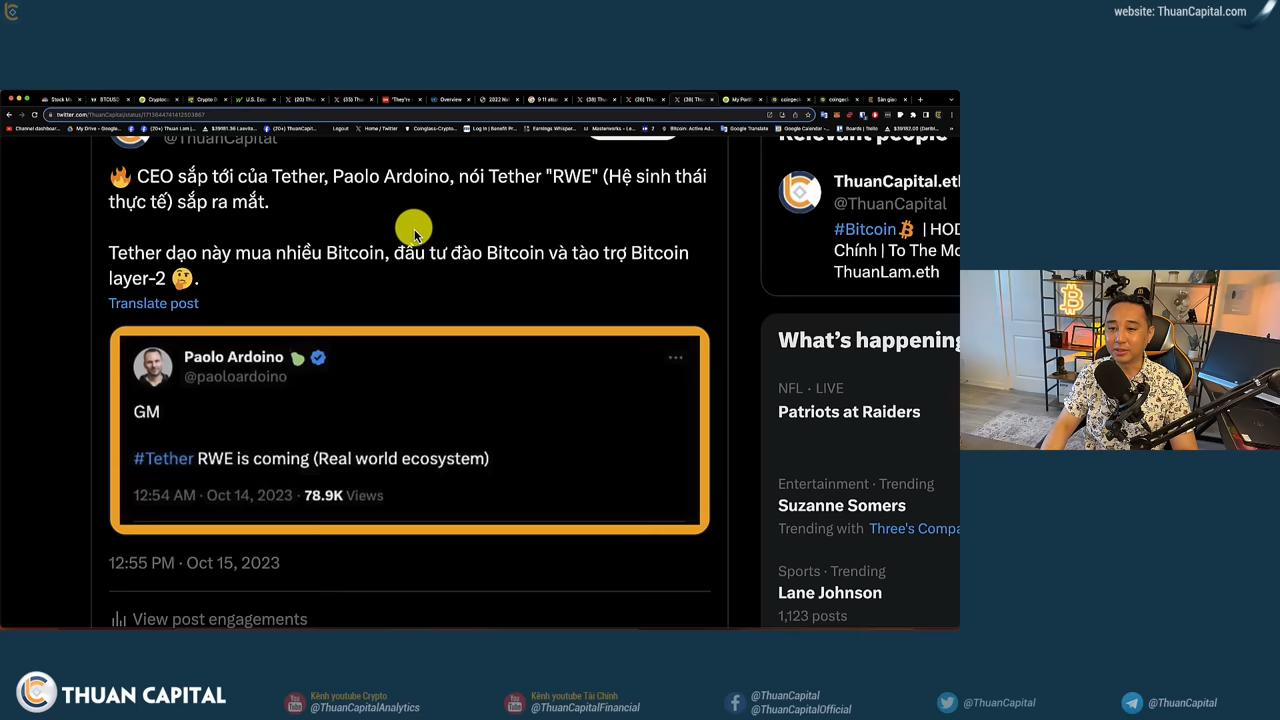 website: ThuanCapital.com
twitter.com/ThuanCapital/status/1713644741412503867
@ThuanCapital
🔥 CEO sắp tới của Tether, Paolo Ardoino, nói Tether "RWE" (Hệ sinh thái
thực tế) sắp ra mắt.
Tether dạo này mua nhiều Bitcoin, đầu tư đào Bitcoin và tào trợ Bitcoin
layer-2 🤔.
Translate post
Paolo Ardoino
@paoloardoino
GM
#Tether RWE is coming (Real world ecosystem)
12:54 AM · Oct 14, 2023 · 78.9K Views
12:55 PM · Oct 15, 2023
View post engagements
Relevant people
ThuanCapital.eth
@ThuanCapital
#Bitcoin | HOD
Chính | To The Mo
ThuanLam.eth
What's happening
NFL · LIVE
Patriots at Raiders
Entertainment · Trending
Suzanne Somers
Trending with Three's Compa
Sports · Trending
Lane Johnson
1,123 posts
THUAN CAPITAL
Kênh youtube Crypto
@ThuanCapitalAnalytics
Kênh youtube Tài Chính
@ThuanCapitalFinancial
@ThuanCapital
@ThuanCapitalOfficial
@ThuanCapital
@ThuanCapital